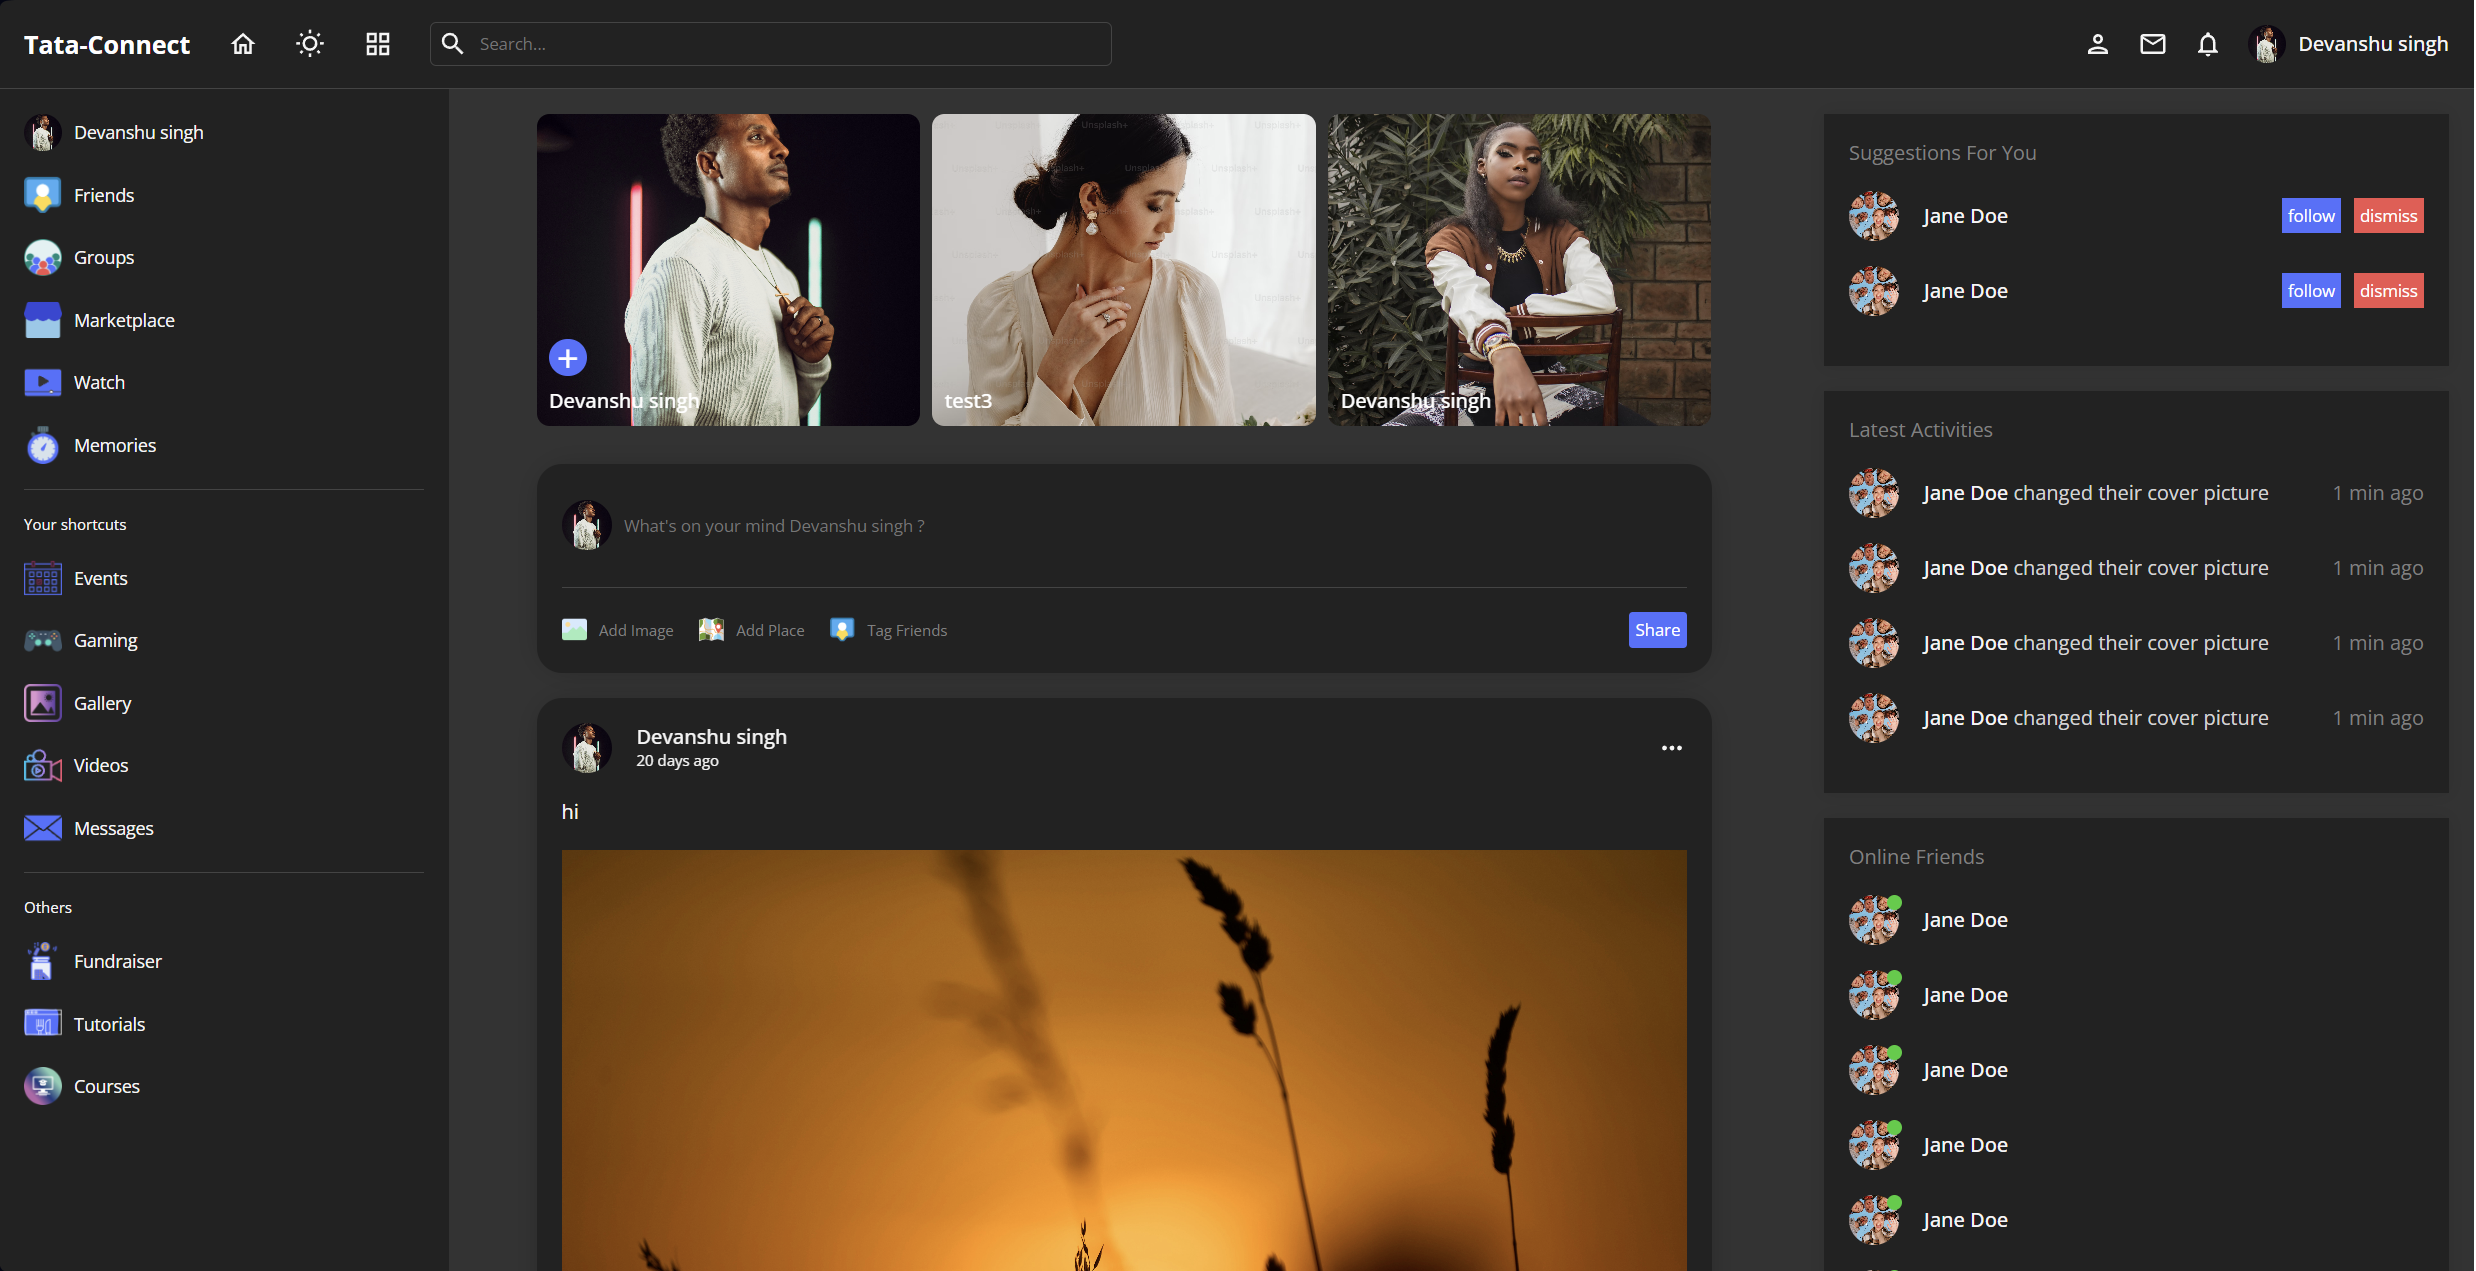 Tata-Connect
Search...
Devanshu singh
Devanshu singh
Friends
Groups
Marketplace
Watch
Memories
Your shortcuts
Events
Gaming
Gallery
Videos
Messages
Others
Fundraiser
Tutorials
Courses
Devanshu singh
Unsplash+
test3
Devanshu singh
What's on your mind Devanshu singh ?
Add Image
Add Place
Tag Friends
Share
Devanshu singh
20 days ago
hi
Suggestions For You
Jane Doe follow dismiss
Jane Doe follow dismiss
Latest Activities
Jane Doe changed their cover picture 1 min ago
Jane Doe changed their cover picture 1 min ago
Jane Doe changed their cover picture 1 min ago
Jane Doe changed their cover picture 1 min ago
Online Friends
Jane Doe
Jane Doe
Jane Doe
Jane Doe
Jane Doe